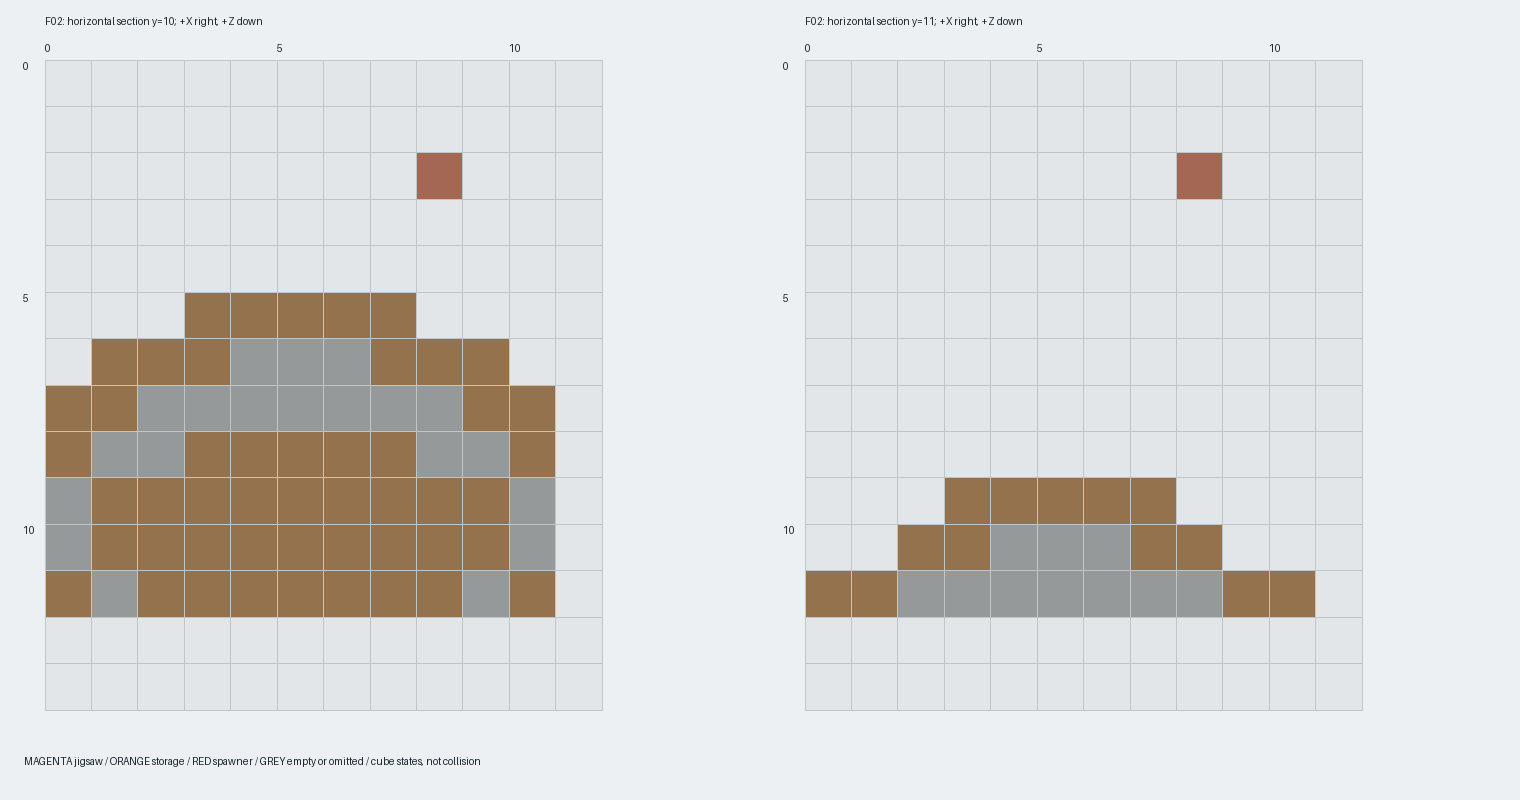 F02: horizontal section y=10; +X right, +Z down
F02: horizontal section y=11; +X right, +Z down
0 5 10
0 5 10
0
0
5
5
10
10
MAGENTA jigsaw / ORANGE storage / RED spawner / GREY empty or omitted / cube states, not collision